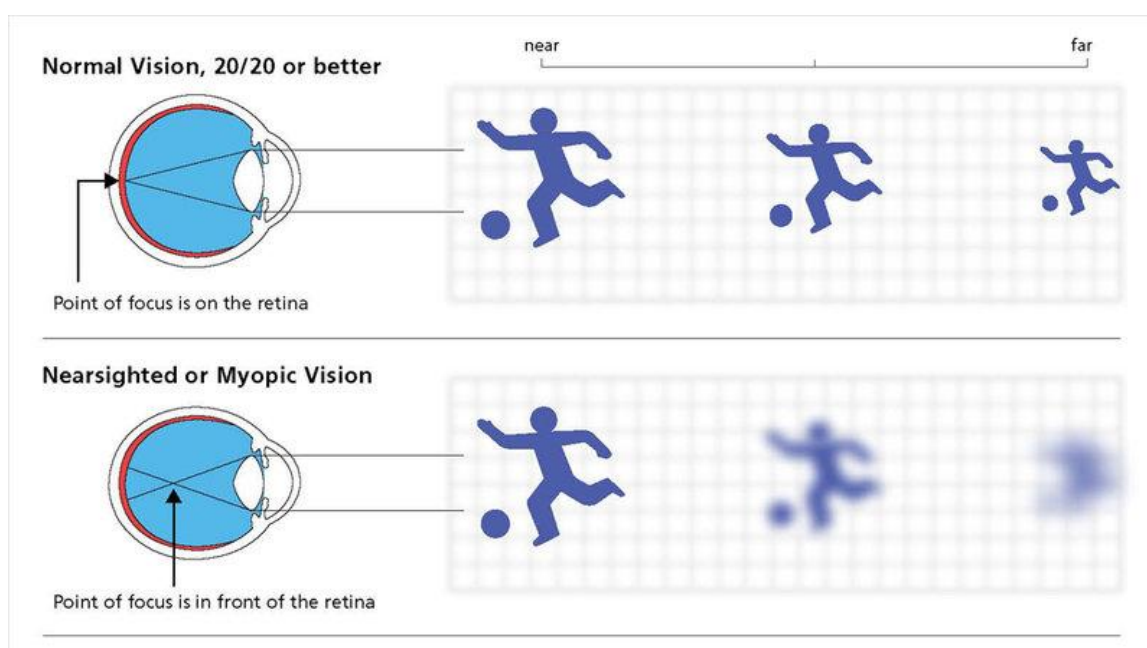 near
far
Normal Vision, 20/20 or better
Point of focus is on the retina
Nearsighted or Myopic Vision
Point of focus is in front of the retina